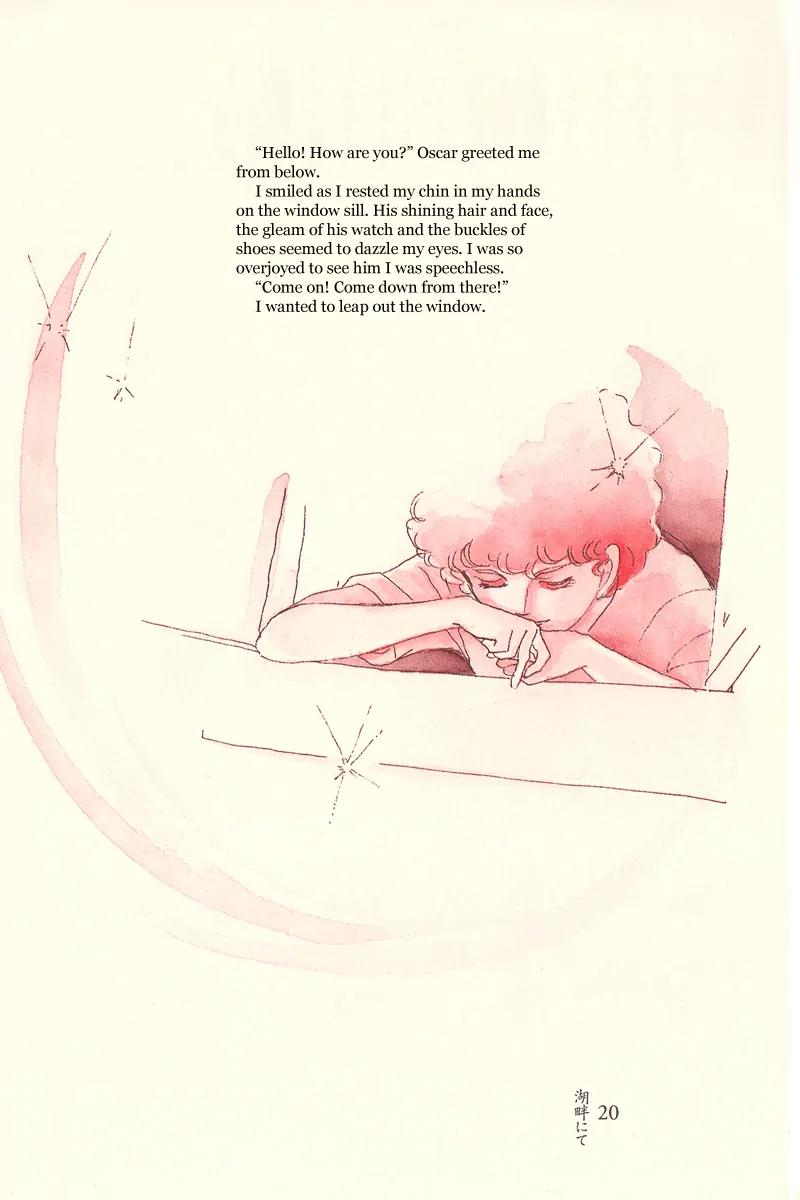 “Hello! How are you?” Oscar greeted me
from below.
I smiled as I rested my chin in my hands
on the window sill. His shining hair and face,
the gleam of his watch and the buckles of
shoes seemed to dazzle my eyes. I was so
overjoyed to see him I was speechless.
“Come on! Come down from there!”
I wanted to leap out the window.
湖畔にて
20